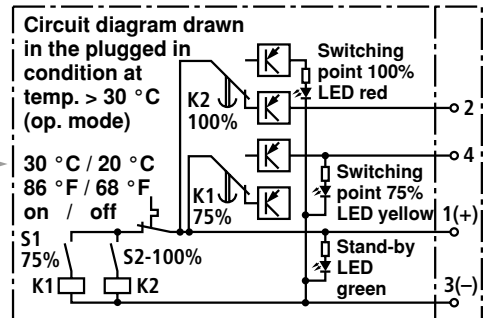 Circuit diagram drawn
in the plugged in
condition at
temp. > 30 °C
(op. mode)
30 °C / 20 °C
86 °F / 68 °F
on / off
K2
100%
K1
75%
S1
75%
S2-100%
K1
K2
Switching
point 100%
LED red
2
4
Switching
point 75%
LED yellow
1(+)
Stand-by
LED
green
3(–)